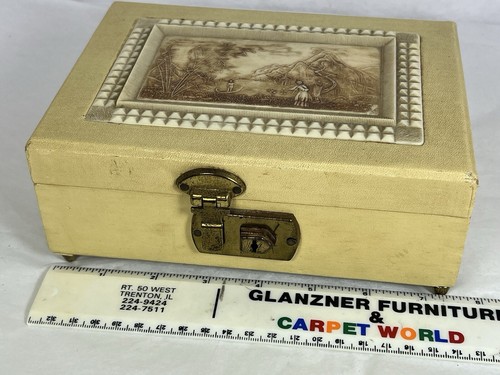 RT. 50 WEST
TRENTON, IL
224-9424
224-7511
GLANZNER FURNITURE
&
CARPET WORLD